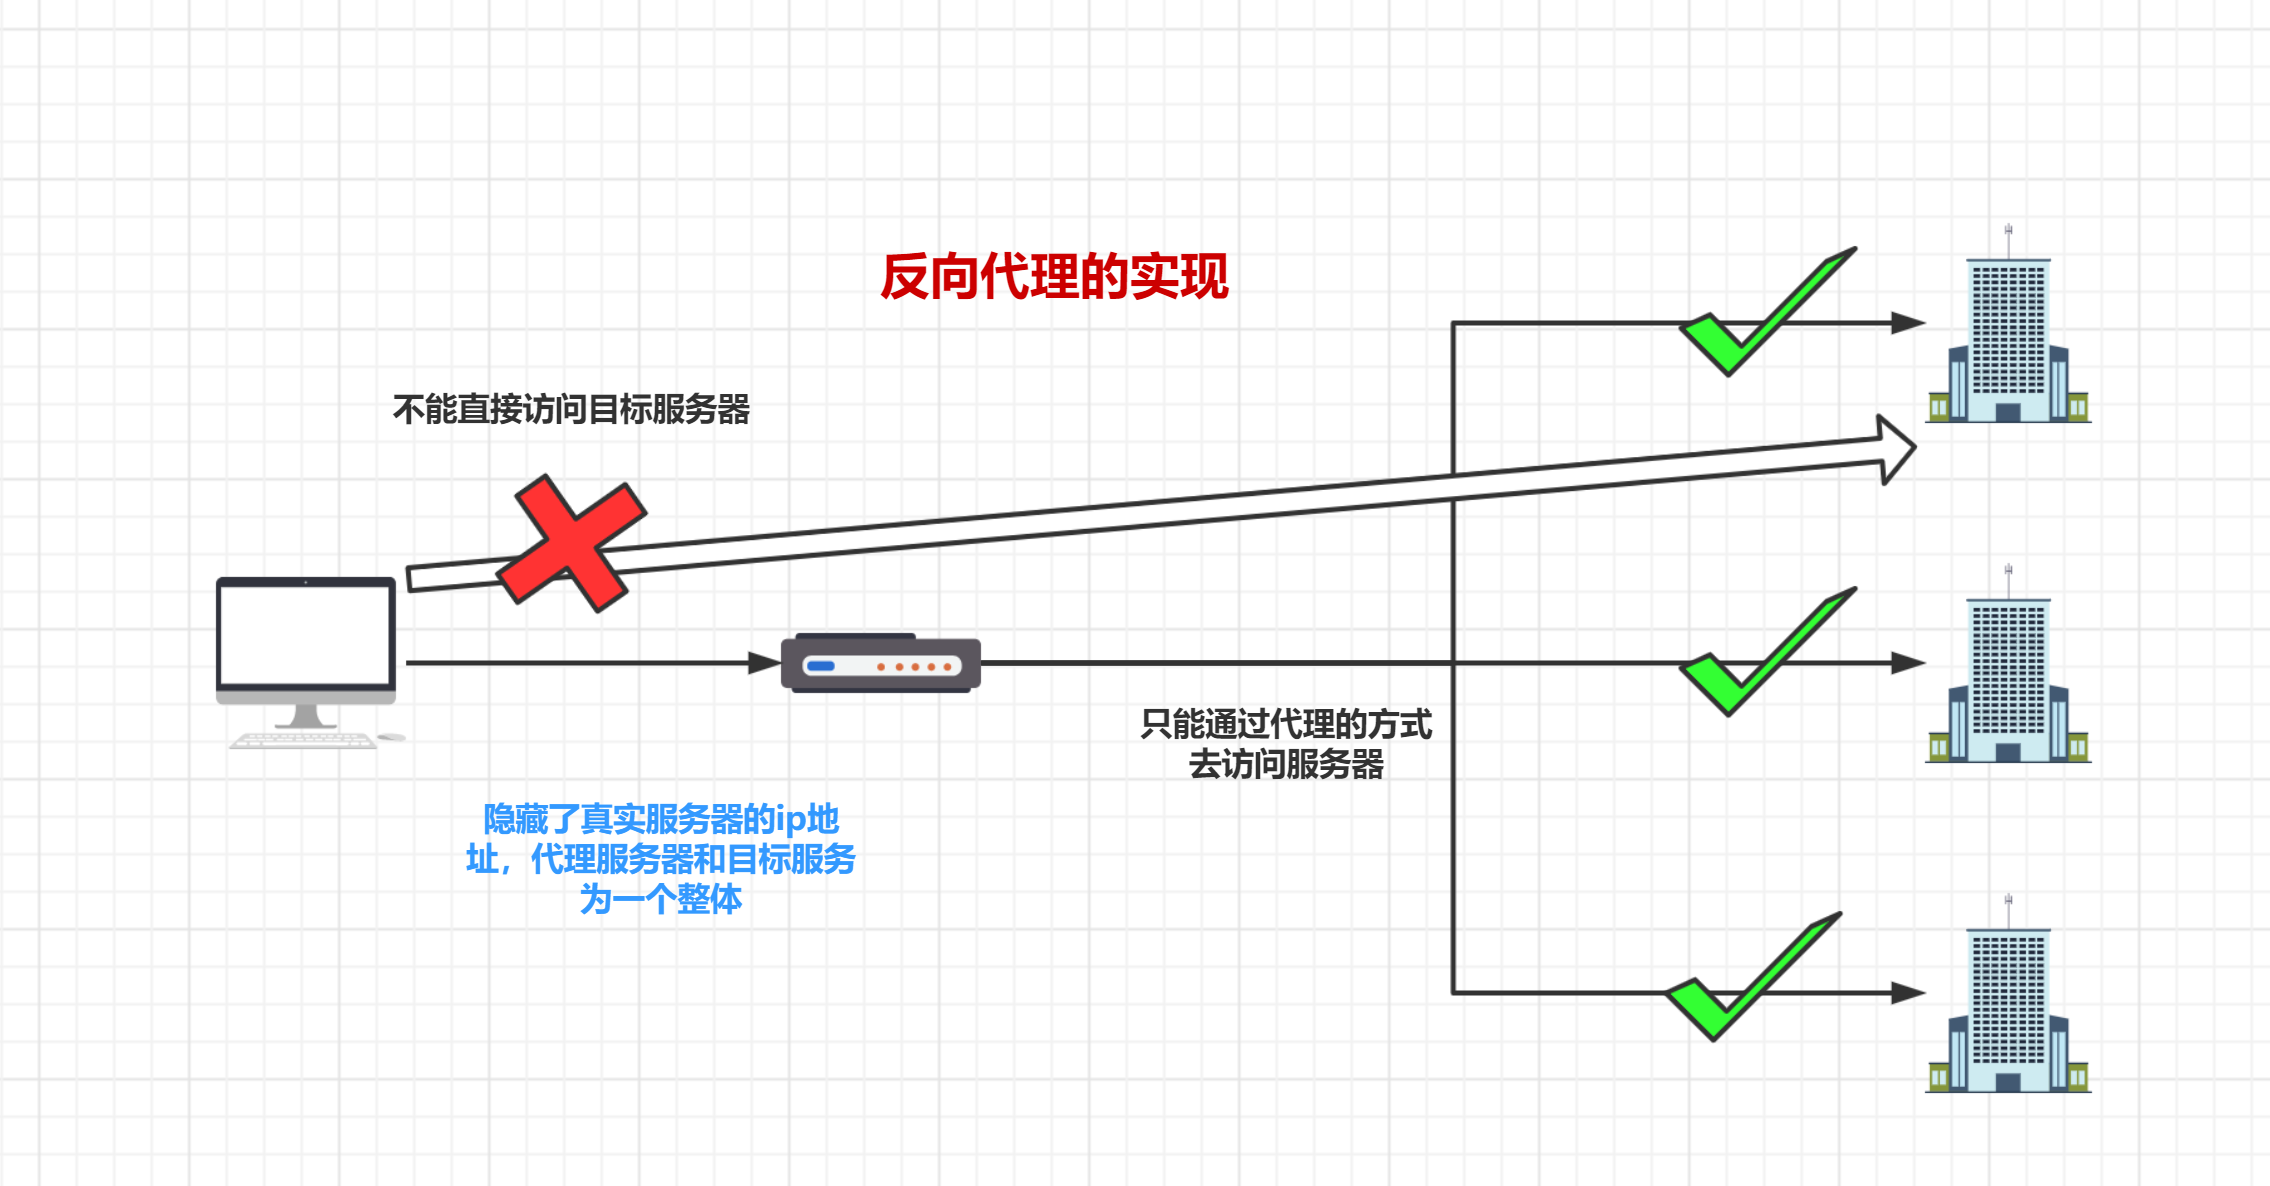 反向代理的实现
不能直接访问目标服务器
只能通过代理的方式
去访问服务器
隐藏了真实服务器的ip地
址，代理服务器和目标服务
为一个整体